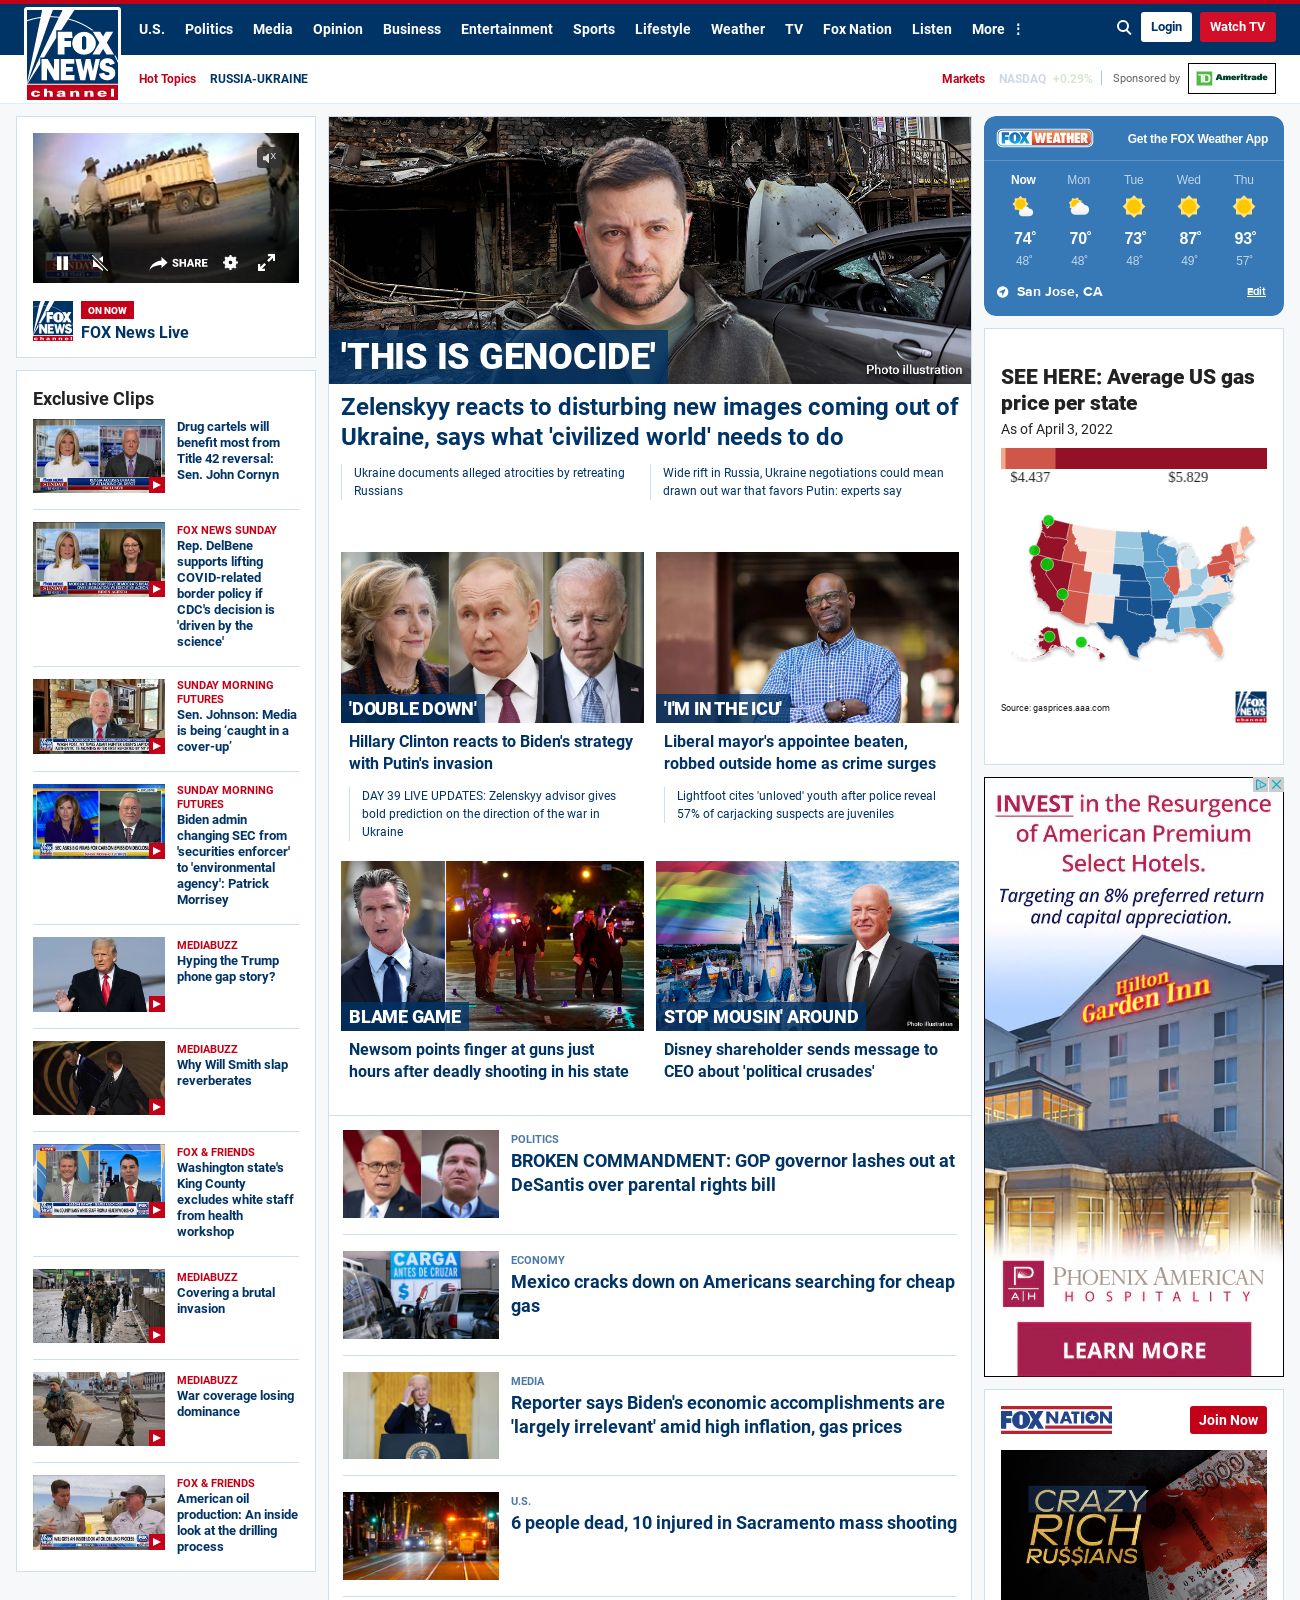 U.S. Politics Media Opinion Business Entertainment Sports Lifestyle Weather TV Fox Nation Listen More
Login
Watch TV
FOX
NEWS
channel
Hot Topics RUSSIA-UKRAINE
Markets NASDAQ +0.29% Sponsored by Ameritrade
SHARE
FOX
NEWS
channel
ON NOW
FOX News Live
Exclusive Clips
Drug cartels will
benefit most from
Title 42 reversal:
Sen. John Cornyn
FOX NEWS SUNDAY
Rep. DelBene
supports lifting
COVID-related
border policy if
CDC's decision is
'driven by the
science'
SUNDAY MORNING
FUTURES
Sen. Johnson: Media
is being ‘caught in a
cover-up’
SUNDAY MORNING
FUTURES
Biden admin
changing SEC from
'securities enforcer'
to 'environmental
agency': Patrick
Morrisey
MEDIABUZZ
Hyping the Trump
phone gap story?
MEDIABUZZ
Why Will Smith slap
reverberates
FOX & FRIENDS
Washington state's
King County
excludes white staff
from health
workshop
MEDIABUZZ
Covering a brutal
invasion
MEDIABUZZ
War coverage losing
dominance
FOX & FRIENDS
American oil
production: An inside
look at the drilling
process
'THIS IS GENOCIDE'
Photo illustration
Zelenskyy reacts to disturbing new images coming out of
Ukraine, says what 'civilized world' needs to do
Ukraine documents alleged atrocities by retreating
Russians
Wide rift in Russia, Ukraine negotiations could mean
drawn out war that favors Putin: experts say
'DOUBLE DOWN'
Hillary Clinton reacts to Biden's strategy
with Putin's invasion
DAY 39 LIVE UPDATES: Zelenskyy advisor gives
bold prediction on the direction of the war in
Ukraine
'I'M IN THE ICU'
Liberal mayor's appointee beaten,
robbed outside home as crime surges
Lightfoot cites 'unloved' youth after police reveal
57% of carjacking suspects are juveniles
BLAME GAME
Newsom points finger at guns just
hours after deadly shooting in his state
STOP MOUSIN' AROUND
Photo illustration
Disney shareholder sends message to
CEO about 'political crusades'
POLITICS
BROKEN COMMANDMENT: GOP governor lashes out at
DeSantis over parental rights bill
CARGA
ANTES DE CRUZAR
$
ECONOMY
Mexico cracks down on Americans searching for cheap
gas
MEDIA
Reporter says Biden's economic accomplishments are
'largely irrelevant' amid high inflation, gas prices
U.S.
6 people dead, 10 injured in Sacramento mass shooting
FOX WEATHER
Get the FOX Weather App
Now Mon Tue Wed Thu
74° 70° 73° 87° 93°
48° 48° 48° 49° 57°
San Jose, CA
Edit
SEE HERE: Average US gas
price per state
As of April 3, 2022
$4.437 $5.829
Source: gasprices.aaa.com
FOX
NEWS
channel
INVEST in the Resurgence
of American Premium
Select Hotels.
Targeting an 8% preferred return
and capital appreciation.
Hilton
Garden Inn
P
A H
PHOENIX AMERICAN
HOSPITALITY
LEARN MORE
FOX NATION
Join Now
CRAZY
RICH
RU$$IANS